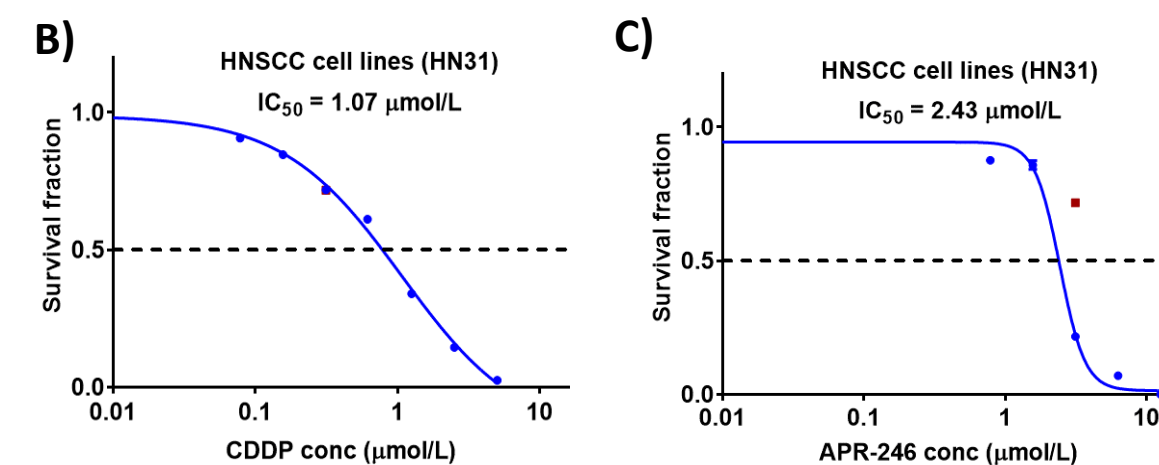 B)
HNSCC cell lines (HN31)
IC50 = 1.07 μmol/L
Survival fraction
1.0
0.5
0.0
0.01
0.1
1
10
CDDP conc (μmol/L)
C)
HNSCC cell lines (HN31)
IC50 = 2.43 μmol/L
Survival fraction
1.0
0.5
0.0
0.01
0.1
1
10
APR-246 conc (μmol/L)